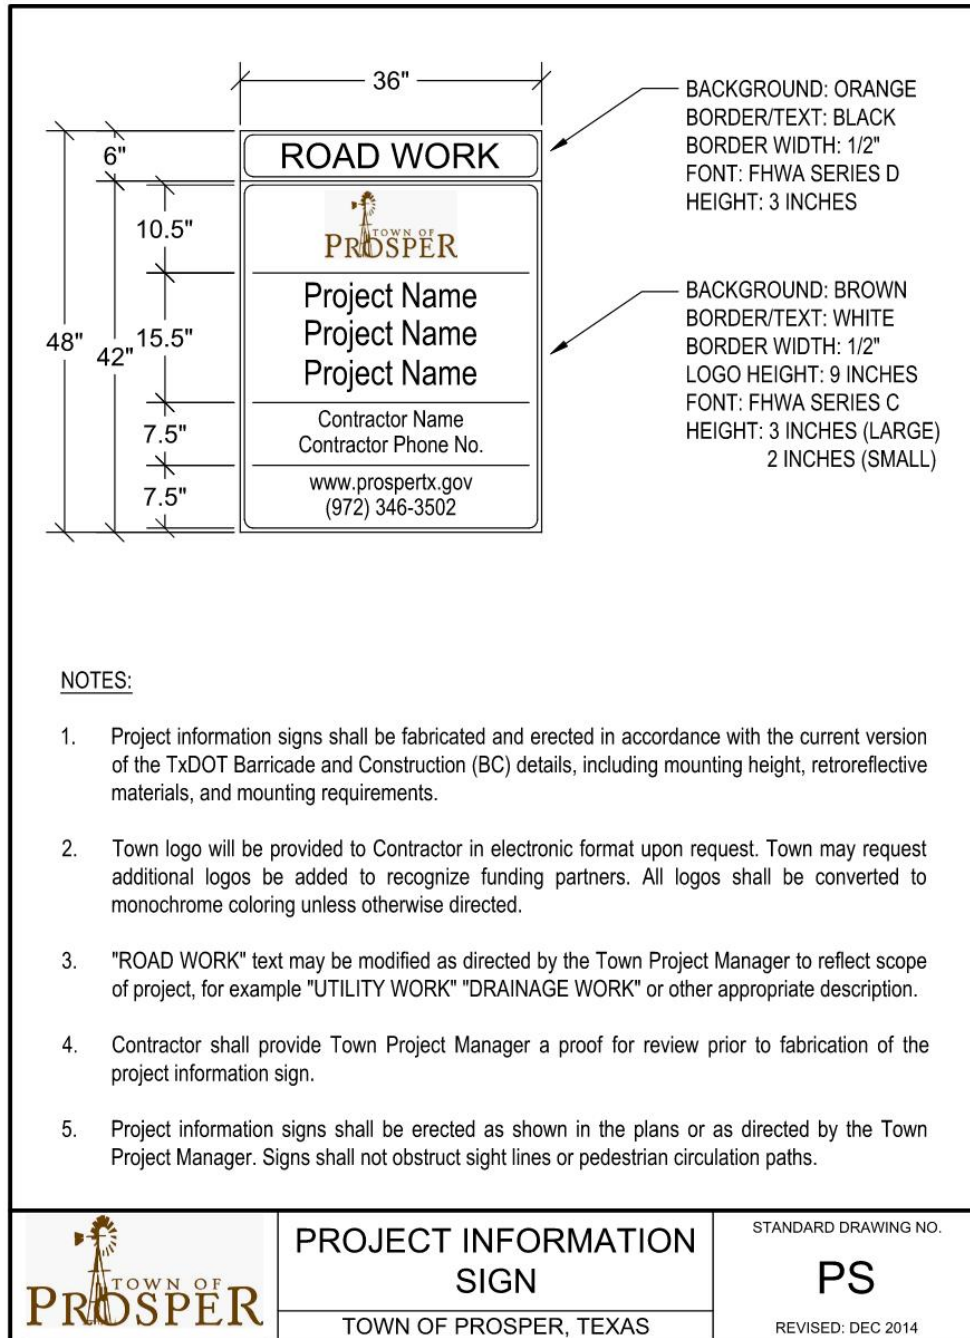 36"
BACKGROUND: ORANGE
BORDER/TEXT: BLACK
BORDER WIDTH: 1/2"
FONT: FHWA SERIES D
HEIGHT: 3 INCHES
6"
ROAD WORK
10.5"
TOWN OF
PROSPER
48"
42"
15.5"
Project Name
Project Name
Project Name
BACKGROUND: BROWN
BORDER/TEXT: WHITE
BORDER WIDTH: 1/2"
LOGO HEIGHT: 9 INCHES
FONT: FHWA SERIES C
HEIGHT: 3 INCHES (LARGE)
2 INCHES (SMALL)
7.5"
Contractor Name
Contractor Phone No.
7.5"
www.prospertx.gov
(972) 346-3502
NOTES:
1. Project information signs shall be fabricated and erected in accordance with the current version
of the TxDOT Barricade and Construction (BC) details, including mounting height, retroreflective
materials, and mounting requirements.
2. Town logo will be provided to Contractor in electronic format upon request. Town may request
additional logos be added to recognize funding partners. All logos shall be converted to
monochrome coloring unless otherwise directed.
3. "ROAD WORK" text may be modified as directed by the Town Project Manager to reflect scope
of project, for example "UTILITY WORK" "DRAINAGE WORK" or other appropriate description.
4. Contractor shall provide Town Project Manager a proof for review prior to fabrication of the
project information sign.
5. Project information signs shall be erected as shown in the plans or as directed by the Town
Project Manager. Signs shall not obstruct sight lines or pedestrian circulation paths.
TOWN OF
PROSPER
PROJECT INFORMATION
SIGN
TOWN OF PROSPER, TEXAS
STANDARD DRAWING NO.
PS
REVISED: DEC 2014